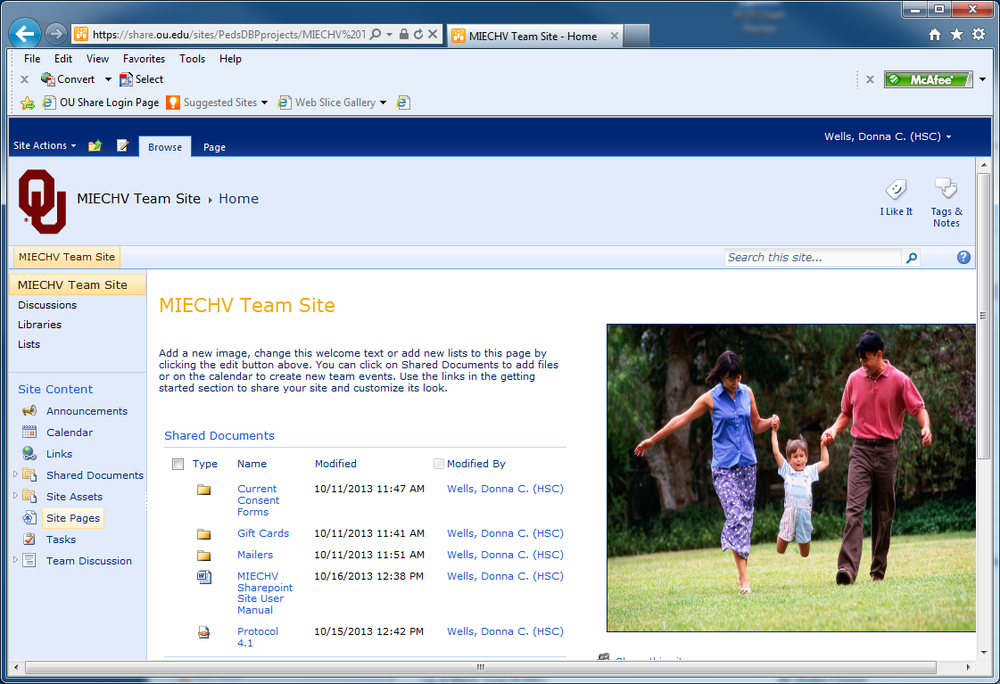 https://share.ou.edu/sites/PedsDBPprojects/MIECHV%20T
MIECHV Team Site - Home
File Edit View Favorites Tools Help
Convert Select
McAfee
OU Share Login Page Suggested Sites Web Slice Gallery
Site Actions Browse Page Wells, Donna C. (HSC)
MIECHV Team Site Home
I Like It
Tags &
Notes
MIECHV Team Site
Search this site...
MIECHV Team Site
Discussions
Libraries
Lists
Site Content
Announcements
Calendar
Links
Shared Documents
Site Assets
Site Pages
Tasks
Team Discussion
MIECHV Team Site
Add a new image, change this welcome text or add new lists to this page by
clicking the edit button above. You can click on Shared Documents to add files
or on the calendar to create new team events. Use the links in the getting
started section to share your site and customize its look.
Shared Documents
Type Name Modified Modified By
Current
Consent
Forms
10/11/2013 11:47 AM Wells, Donna C. (HSC)
Gift Cards 10/11/2013 11:41 AM Wells, Donna C. (HSC)
Mailers 10/11/2013 11:51 AM Wells, Donna C. (HSC)
MIECHV
Sharepoint
Site User
Manual
10/16/2013 12:38 PM Wells, Donna C. (HSC)
Protocol
4.1
10/15/2013 12:42 PM Wells, Donna C. (HSC)